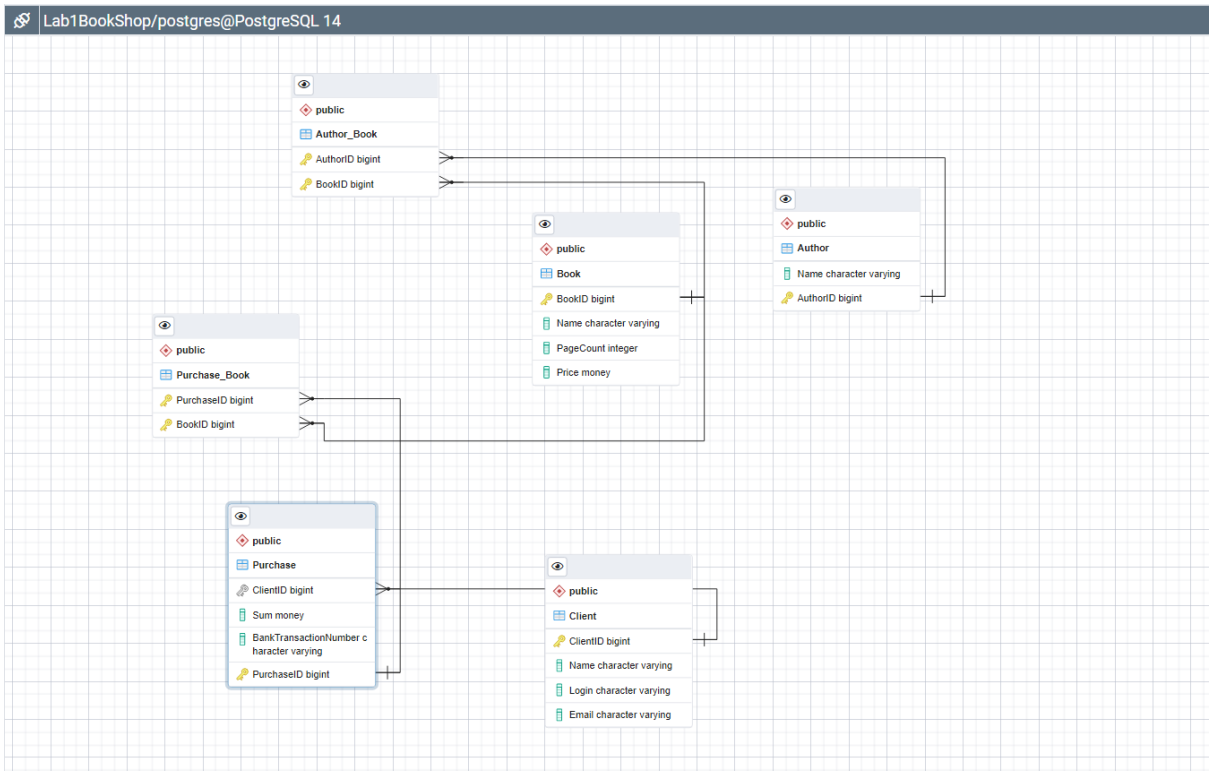 Lab1BookShop/postgres@PostgreSQL 14
public
Author_Book
AuthorID bigint
BookID bigint
public
Book
BookID bigint
Name character varying
PageCount integer
Price money
public
Author
Name character varying
AuthorID bigint
public
Purchase_Book
PurchaseID bigint
BookID bigint
public
Purchase
ClientID bigint
Sum money
BankTransactionNumber c
haracter varying
PurchaseID bigint
public
Client
ClientID bigint
Name character varying
Login character varying
Email character varying